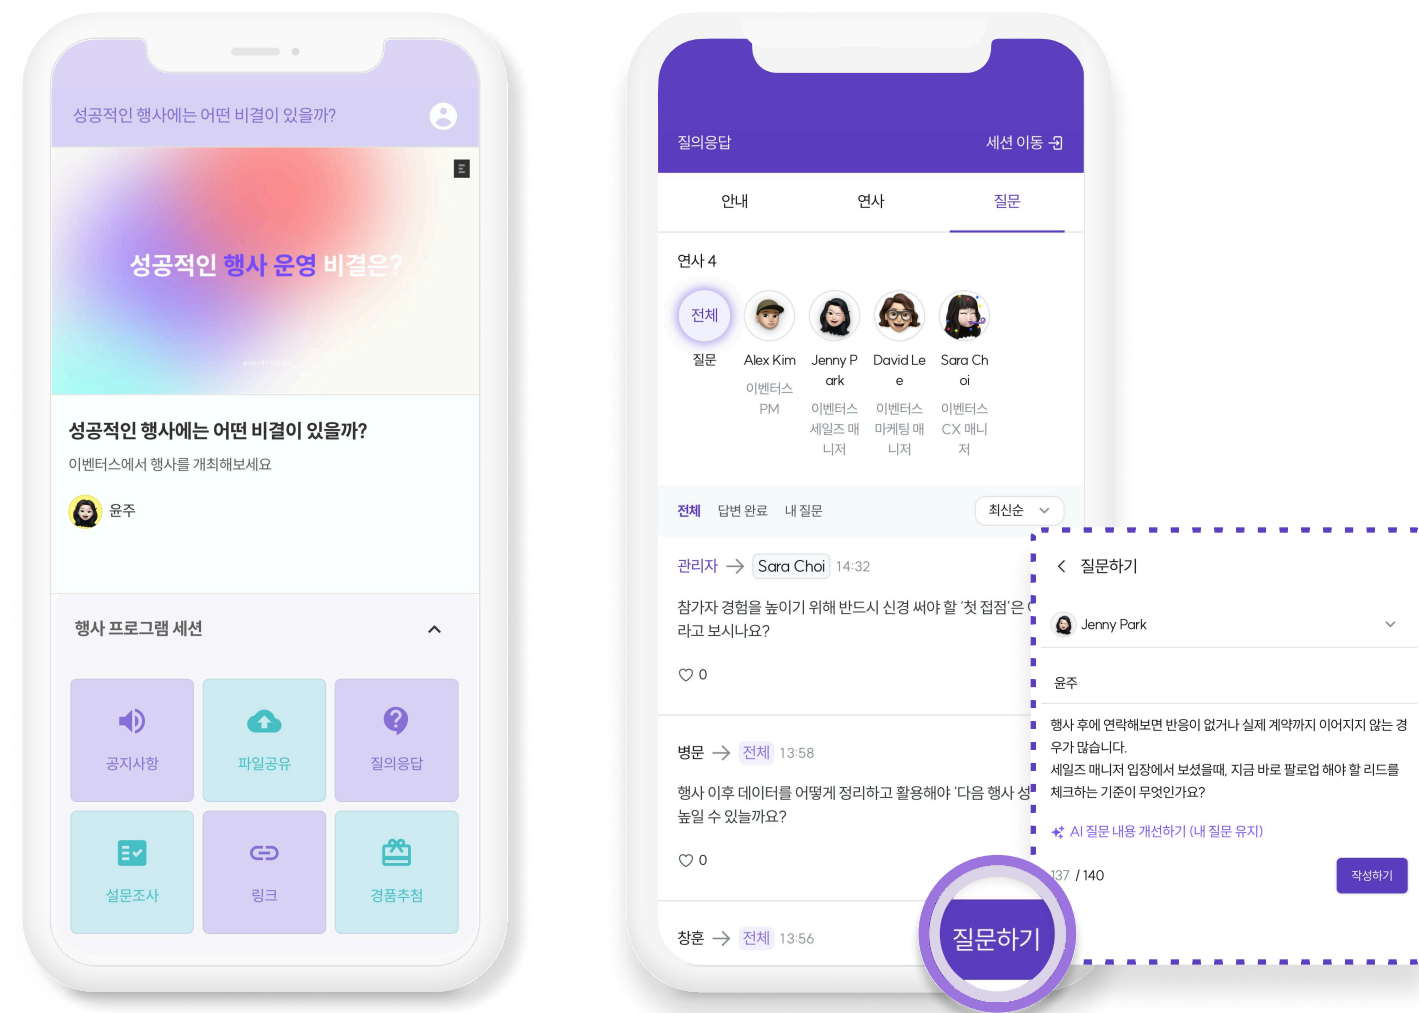 성공적인 행사에는 어떤 비결이 있을까?
성공적인 행사 운영 비결은?
성공적인 행사에는 어떤 비결이 있을까?
이벤터스에서 행사를 개최해보세요
윤주
행사 프로그램 세션
공지사항
파일공유
질의응답
설문조사
링크
경품추첨
질의응답
세션 이동
안내
연사
질문
연사 4
전체
질문
Alex Kim
이벤터스
PM
Jenny P
ark
이벤터스
세일즈 매
니저
David Le
e
이벤터스
마케팅 매
니저
Sara Ch
oi
이벤터스
CX 매니
저
전체 답변 완료 내 질문
최신순
관리자 → Sara Choi 14:32
참가자 경험을 높이기 위해 반드시 신경 써야 할 ‘첫 접점’은
라고 보시나요?
0
병문 → 전체 13:58
행사 이후 데이터를 어떻게 정리하고 활용해야 ‘다음 행사 성
높일 수 있늘까요?
0
창훈 → 전체 13:56
질문하기
질문하기
Jenny Park
윤주
행사 후에 연락해보면 반응이 없거나 실제 계약까지 이어지지 않는 경
우가 많습니다.
세일즈 매니저 입장에서 보셨을때, 지금 바로 팔로업 해야 할 리드를
체크하는 기준이 무엇인가요?
AI 질문 내용 개선하기 (내 질문 유지)
137 / 140
작성하기